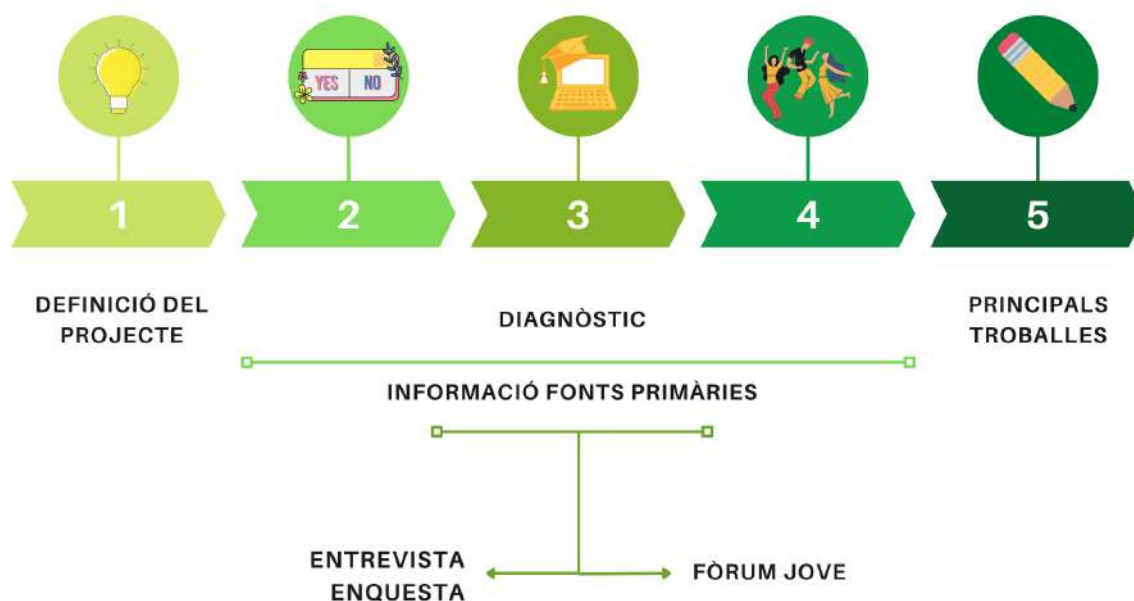 YES NO
1 2 3 4 5
DEFINICIÓ DEL
PROJECTE
DIAGNÒSTIC
PRINCIPALS
TROBALLES
INFORMACIÓ FONTS PRIMÀRIES
ENTREVISTA
ENQUESTA
FÒRUM JOVE